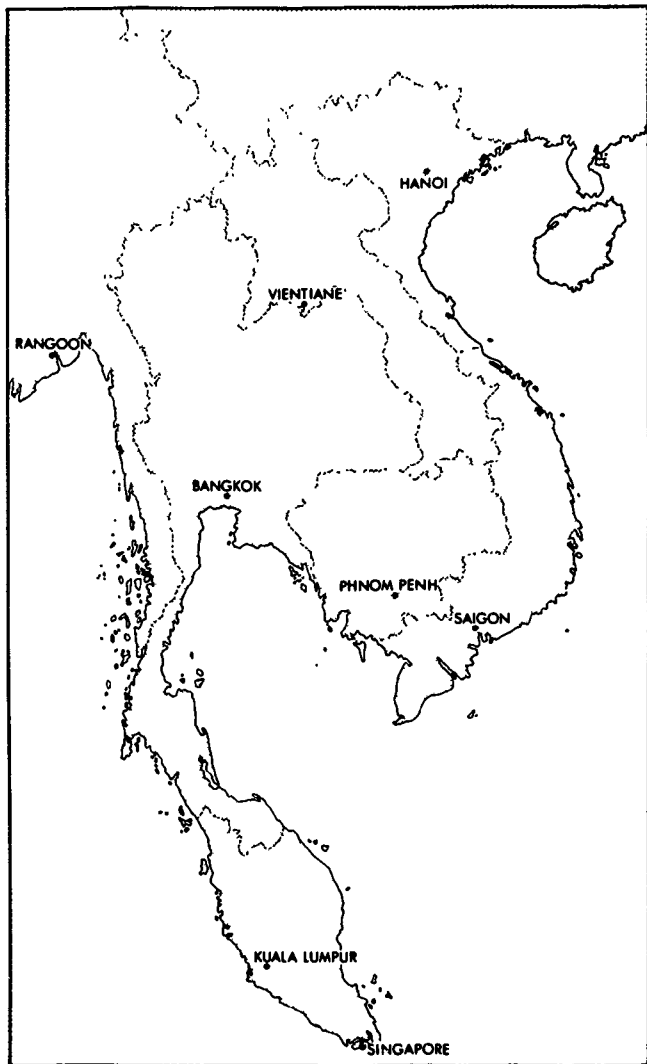 HANOI
VIENTIANE
RANGOON
BANGKOK
PHNOM PENH
SAIGON
KUALA LUMPUR
SINGAPORE